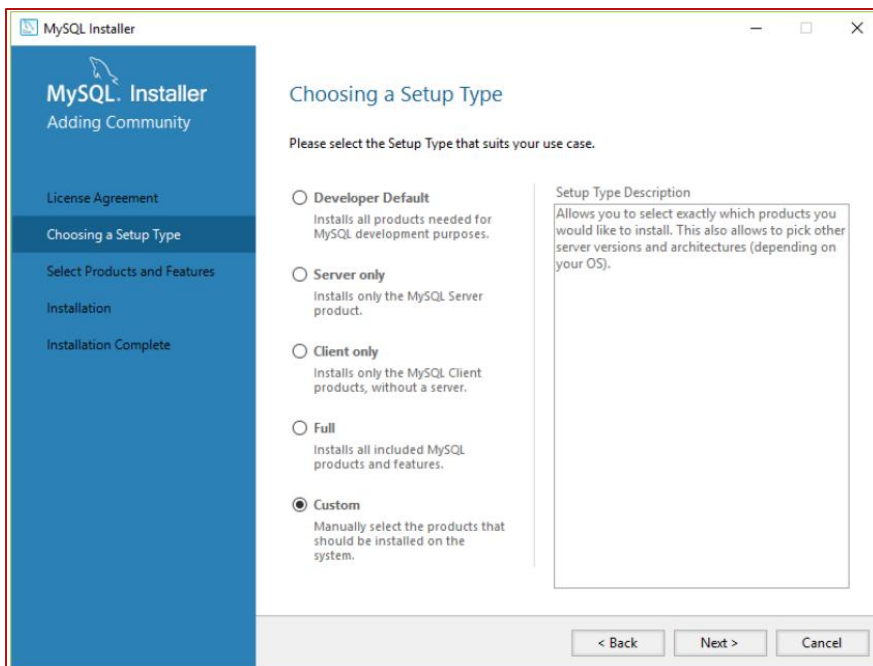 MySQL Installer
MySQL. Installer
Adding Community
License Agreement
Choosing a Setup Type
Select Products and Features
Installation
Installation Complete
Choosing a Setup Type
Please select the Setup Type that suits your use case.
Developer Default
Installs all products needed for
MySQL development purposes.
Server only
Installs only the MySQL Server
product.
Client only
Installs only the MySQL Client
products, without a server.
Full
Installs all included MySQL
products and features.
Custom
Manually select the products that
should be installed on the
system.
Setup Type Description
Allows you to select exactly which products you
would like to install. This also allows to pick other
server versions and architectures (depending on
your OS).
< Back
Next >
Cancel